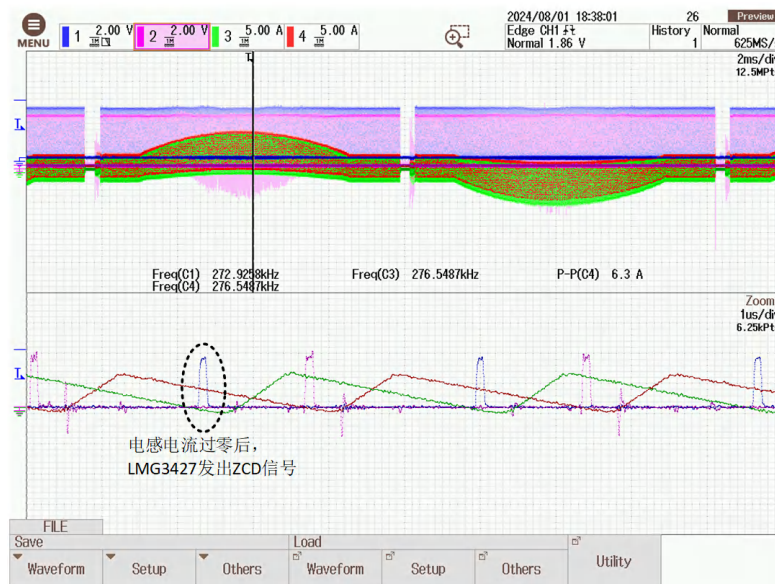 2024/08/01 18:38:01
26
Preview
MENU
1 2.00 V
2 2.00 V
3 5.00 A
4 5.00 A
Edge CH1
Normal 1.86 V
History
1
Normal
625MS/
2ms/di
12.5MPt
Freq(C1) 272.9258kHz
Freq(C3) 276.5487kHz
P-P(C4) 6.3 A
Freq(C4) 276.5487kHz
Zoom
1us/di
6.25kPt
电感电流过零后，
LMG3427发出ZCD信号
FILE
Save
Load
Waveform
Setup
Others
Waveform
Setup
Others
Utility